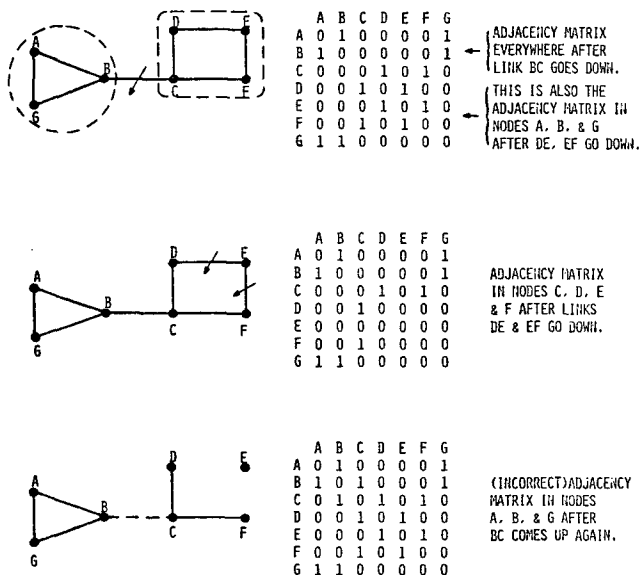 D E
A
B
C E
G
A B C D E F G
A 0 1 0 0 0 0 1
B 1 0 0 0 0 0 1
C 0 0 0 1 0 1 0
D 0 0 1 0 1 0 0
E 0 0 0 1 0 1 0
F 0 0 1 0 1 0 0
G 1 1 0 0 0 0 0
ADJACENCY MATRIX
EVERYWHERE AFTER
LINK BC GOES DOWN.
THIS IS ALSO THE
ADJACENCY MATRIX IN
NODES A, B, & G
AFTER DE, EF GO DOWN.
D E
A
B
C F
G
A B C D E F G
A 0 1 0 0 0 0 1
B 1 0 0 0 0 0 1
C 0 0 0 1 0 1 0
D 0 0 1 0 0 0 0
E 0 0 0 0 0 0 0
F 0 0 1 0 0 0 0
G 1 1 0 0 0 0 0
ADJACENCY MATRIX
IN NODES C, D, E
& F AFTER LINKS
DE & EF GO DOWN.
D E
A
B
C F
G
A B C D E F G
A 0 1 0 0 0 0 1
B 1 0 1 0 0 0 1
C 0 1 0 1 0 1 0
D 0 0 1 0 1 0 0
E 0 0 0 1 0 1 0
F 0 0 1 0 1 0 0
G 1 1 0 0 0 0 0
(INCORRECT)ADJACENCY
MATRIX IN NODES
A, B, & G AFTER
BC COMES UP AGAIN.